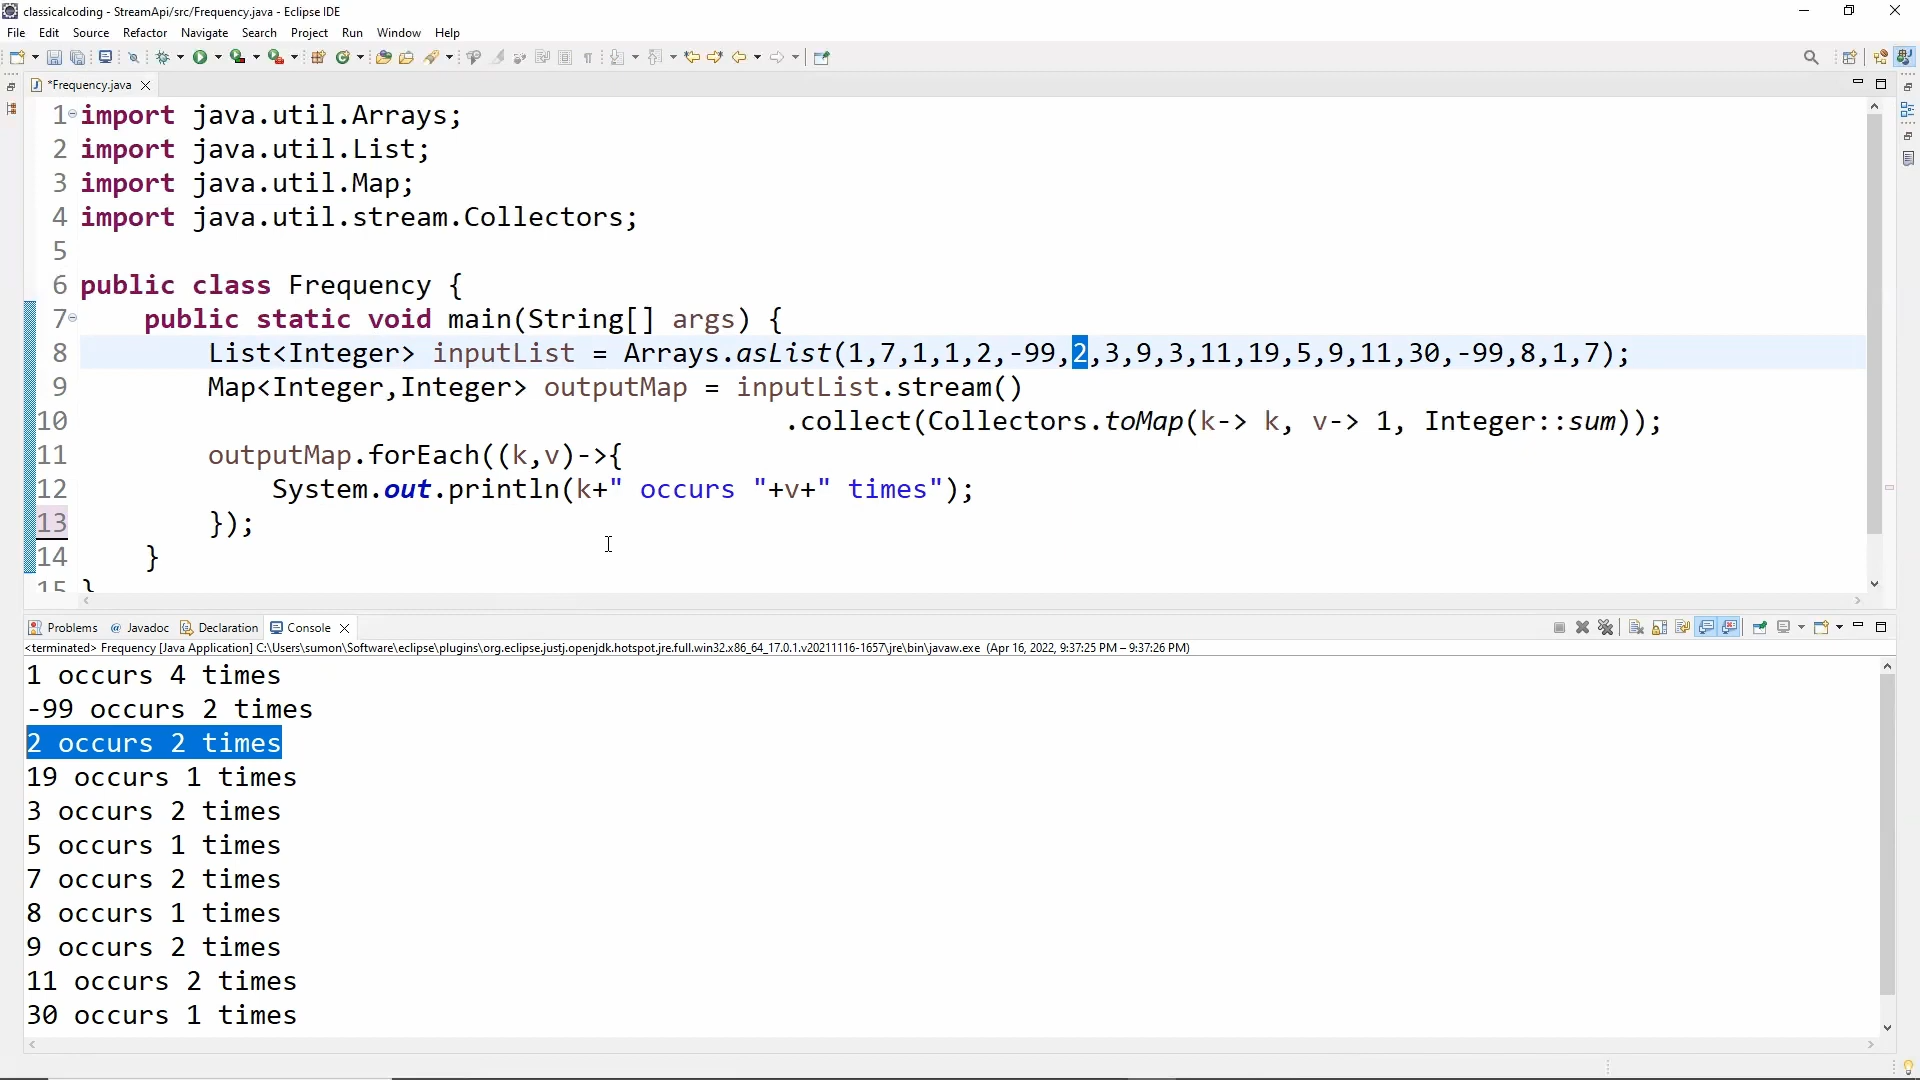 classicalcoding - StreamApi/src/Frequency.java - Eclipse IDE
File Edit Source Refactor Navigate Search Project Run Window Help
*Frequency.java
1 import java.util.Arrays;
2 import java.util.List;
3 import java.util.Map;
4 import java.util.stream.Collectors;
5
6 public class Frequency {
7 public static void main(String[] args) {
8 List<Integer> inputList = Arrays.asList(1,7,1,1,2,-99,2,3,9,3,11,19,5,9,11,30,-99,8,1,7);
9 Map<Integer,Integer> outputMap = inputList.stream()
10 .collect(Collectors.toMap(k-> k, v-> 1, Integer::sum));
11 outputMap.forEach((k,v)->{
12 System.out.println(k+" occurs "+v+" times");
13 });
14 }
15 }
Problems @ Javadoc Declaration Console
<terminated> Frequency [Java Application] C:\Users\sumon\Software\eclipse\plugins\org.eclipse.justj.openjdk.hotspot.jre.full.win32.x86_64_17.0.1.v20211116-1657\jre\bin\javaw.exe (Apr 16, 2022, 9:37:25 PM – 9:37:26 PM)
1 occurs 4 times
-99 occurs 2 times
2 occurs 2 times
19 occurs 1 times
3 occurs 2 times
5 occurs 1 times
7 occurs 2 times
8 occurs 1 times
9 occurs 2 times
11 occurs 2 times
30 occurs 1 times